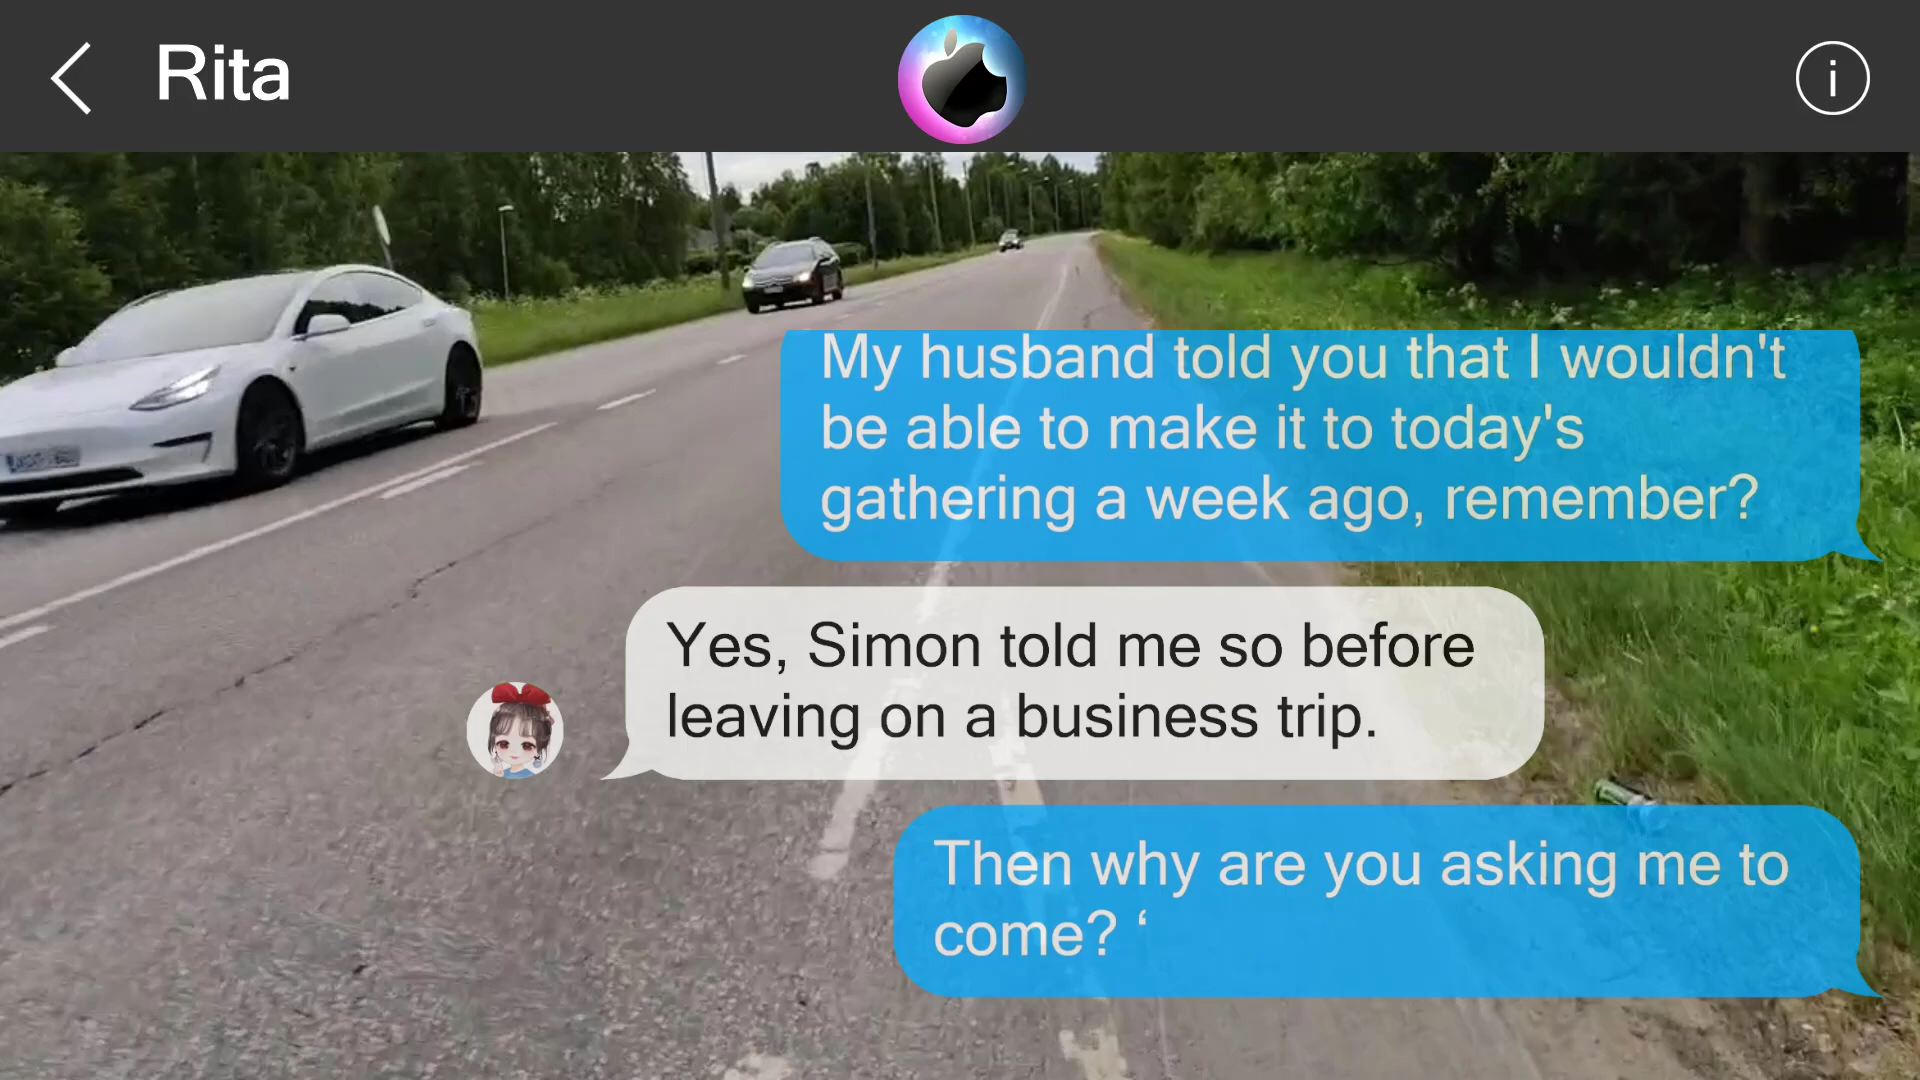 Rita
My husband told you that I wouldn't
be able to make it to today's
gathering a week ago, remember?
Yes, Simon told me so before
leaving on a business trip.
Then why are you asking me to
come? ‘